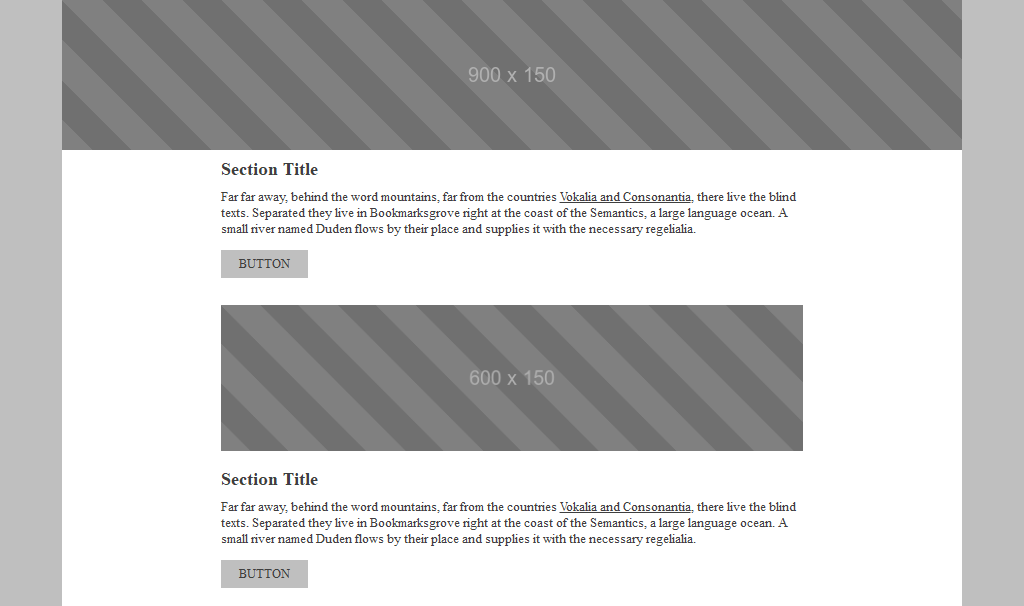 900 x 150
Section Title
Far far away, behind the word mountains, far from the countries Vokalia and Consonantia, there live the blind
texts. Separated they live in Bookmarksgrove right at the coast of the Semantics, a large language ocean. A
small river named Duden flows by their place and supplies it with the necessary regelialia.
BUTTON
600 x 150
Section Title
Far far away, behind the word mountains, far from the countries Vokalia and Consonantia, there live the blind
texts. Separated they live in Bookmarksgrove right at the coast of the Semantics, a large language ocean. A
small river named Duden flows by their place and supplies it with the necessary regelialia.
BUTTON